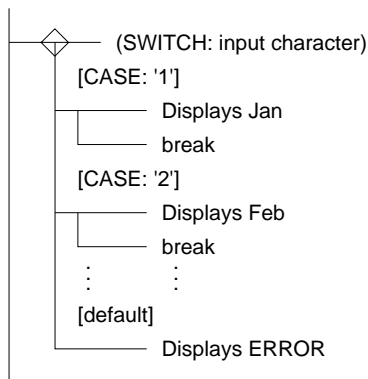 (SWITCH: input character)
[CASE: '1']
Displays Jan
break
[CASE: '2']
Displays Feb
break
[default]
Displays ERROR